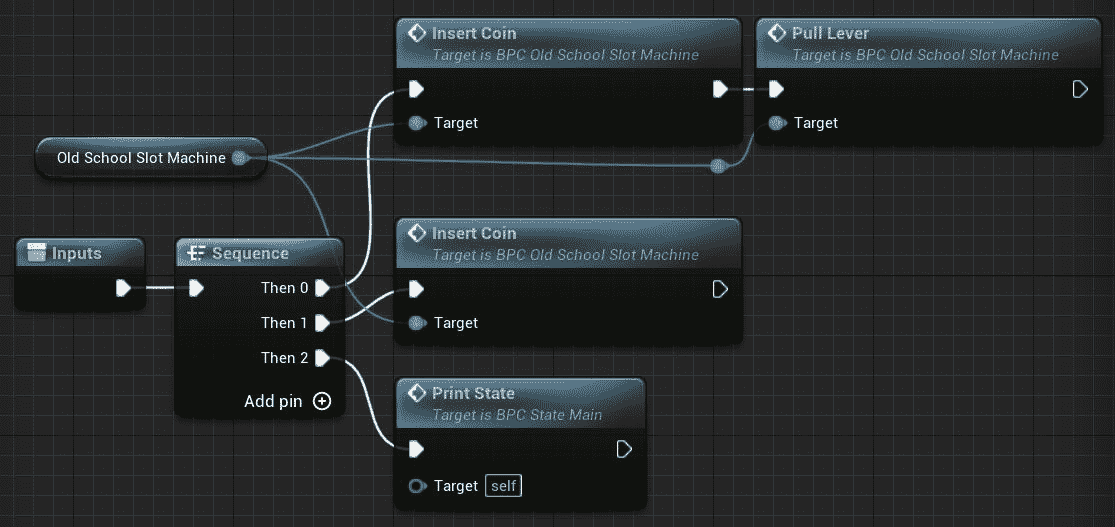 Insert Coin
Target is BPC Old School Slot Machine
Target
Pull Lever
Target is BPC Old School Slot Machine
Target
Old School Slot Machine
Inputs
Sequence
Then 0
Then 1
Then 2
Add pin
Insert Coin
Target is BPC Old School Slot Machine
Target
Print State
Target is BPC State Main
Target self